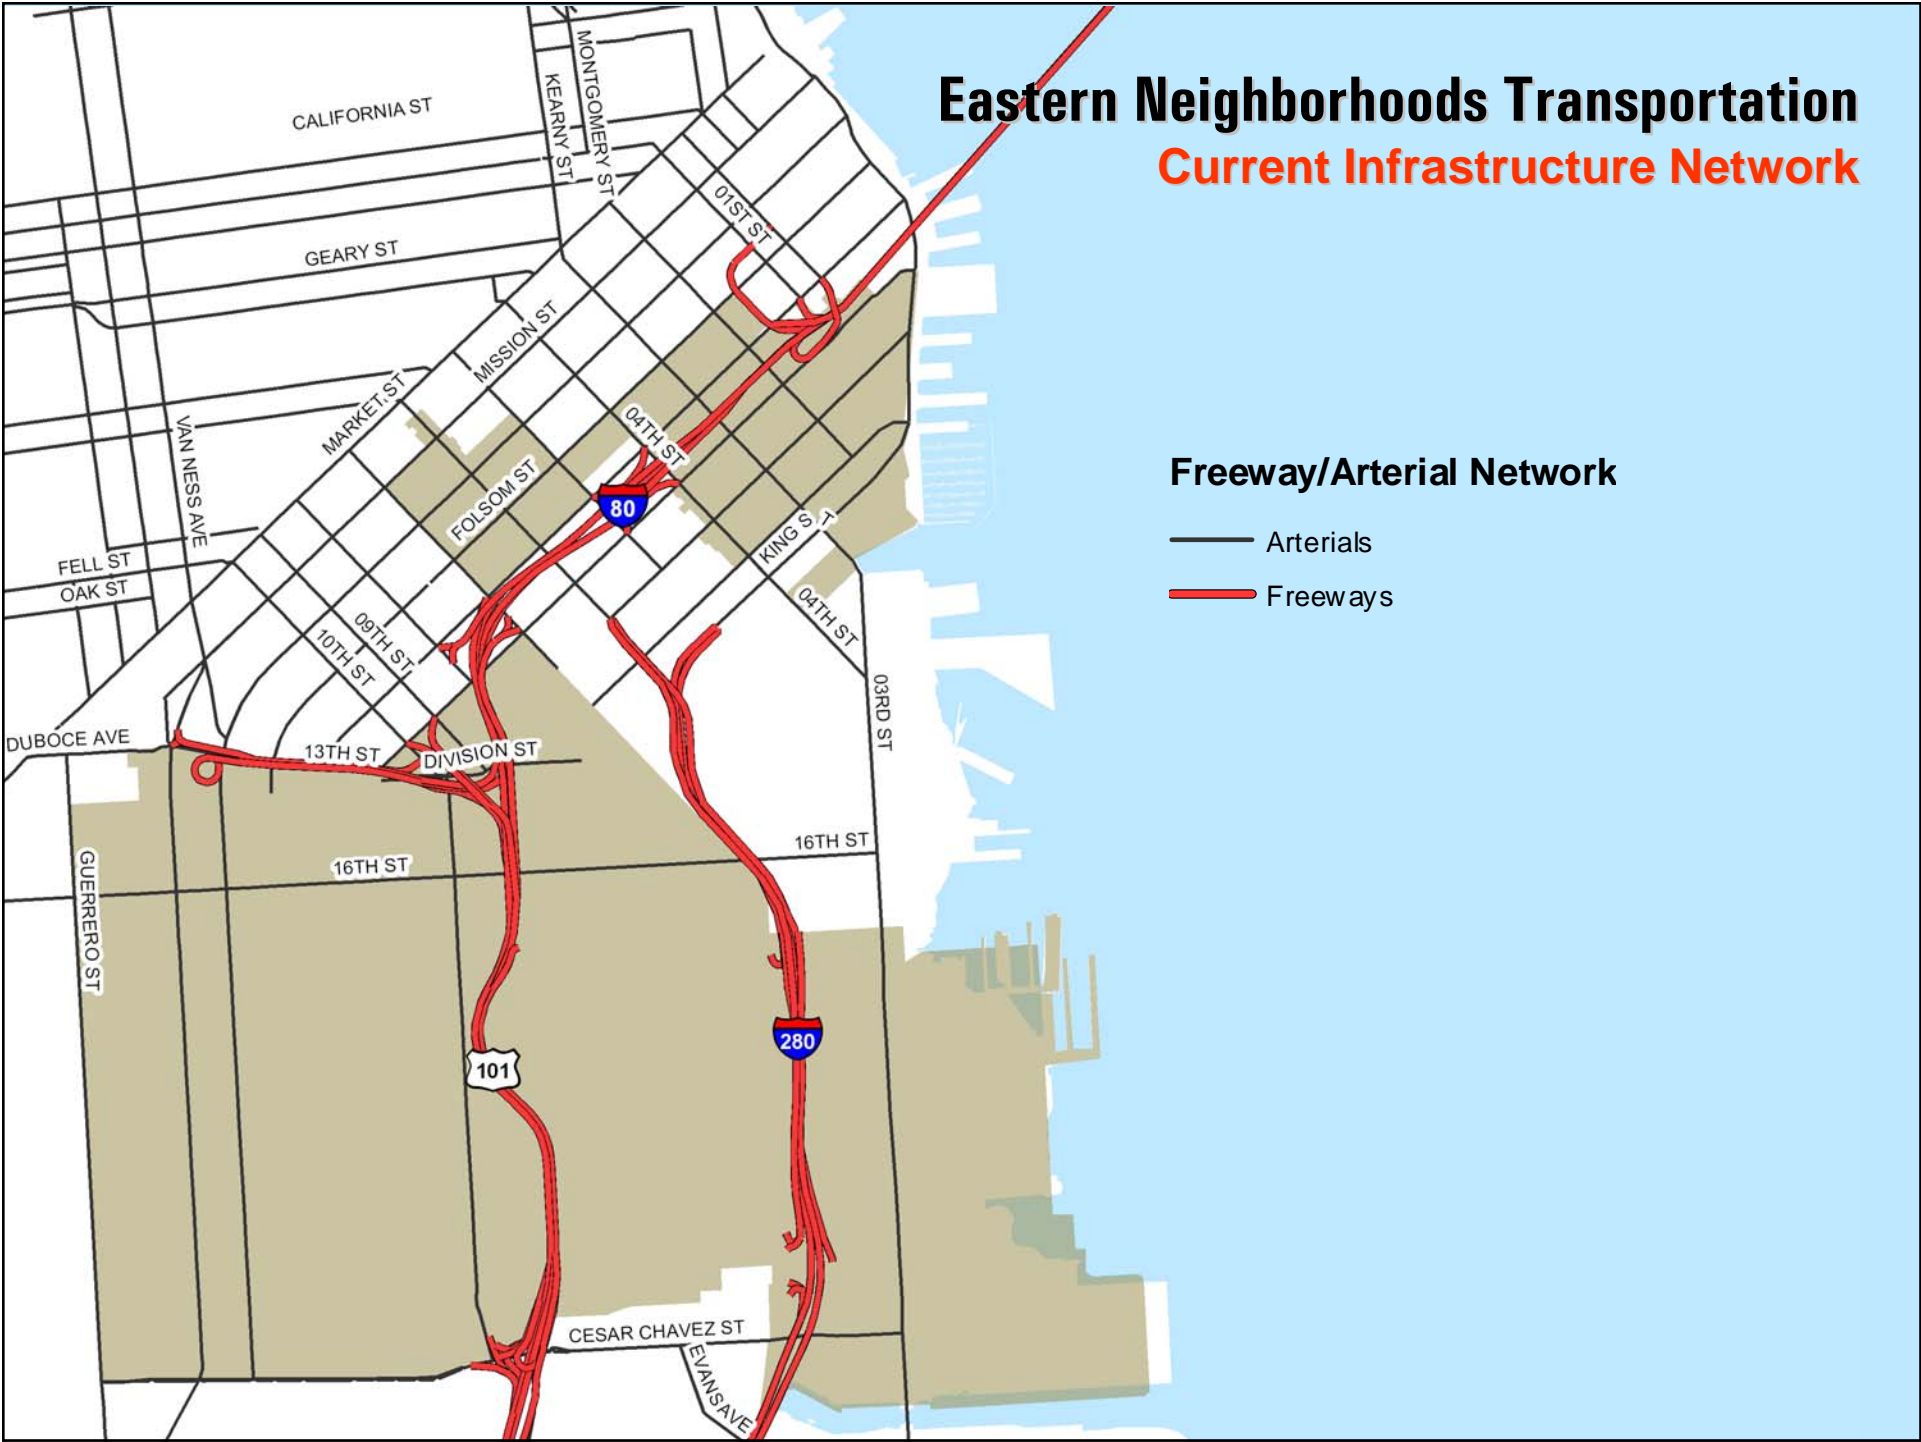 Eastern Neighborhoods Transportation
Current Infrastructure Network
Freeway/Arterial Network
Arterials
Freeways
CALIFORNIA ST
KEARNY ST
MONTGOMERY ST
01ST ST
GEARY ST
MISSION ST
MARKET ST
VAN NESS AVE
04TH ST
FOLSOM ST
80
KING ST
FELL ST
OAK ST
09TH ST
10TH ST
04TH ST
03RD ST
DUBOCE AVE
13TH ST
DIVISION ST
16TH ST
16TH ST
GUERRERO ST
280
101
CESAR CHAVEZ ST
EVANS AVE